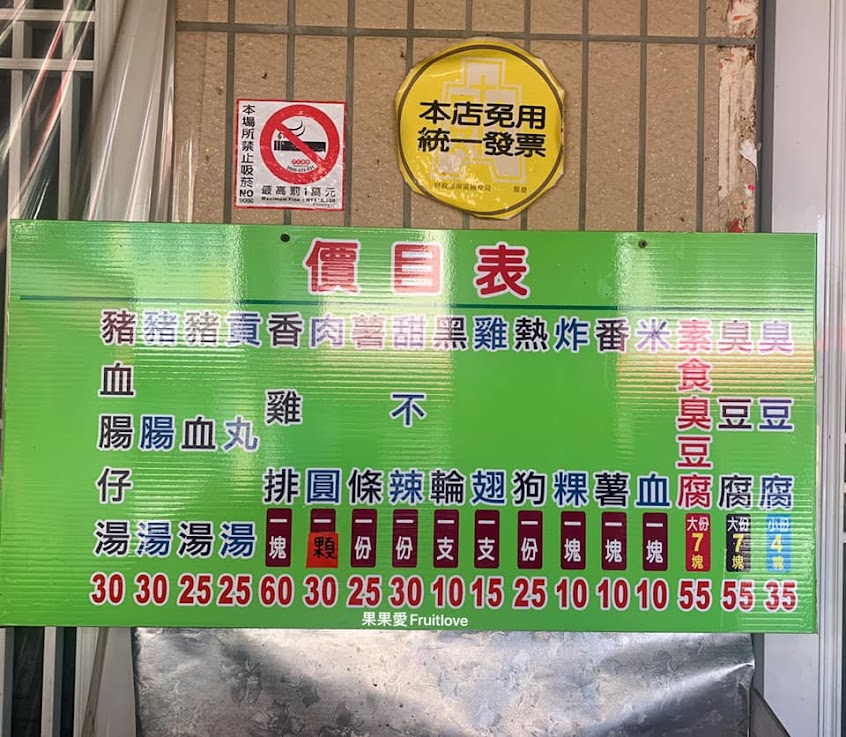 本場所禁止吸菸
NO SMOKING
最高罰1萬元
本店免用
統一發票
價目表
臭豆腐 小份4塊 35
臭豆腐 大份7塊 55
素食臭豆腐 大份7塊 55
米血 一塊 10
番薯 一塊 10
炸粿 一塊 10
熱狗 一份 25
雞翅 一支 15
黑輪 一支 10
甜不辣 一份 30
薯條 一份 25
肉圓 一顆 30
香雞排 一塊 60
貢丸湯 25
豬血湯 25
豬腸湯 30
豬血腸仔湯 30
果果愛Fruitlove